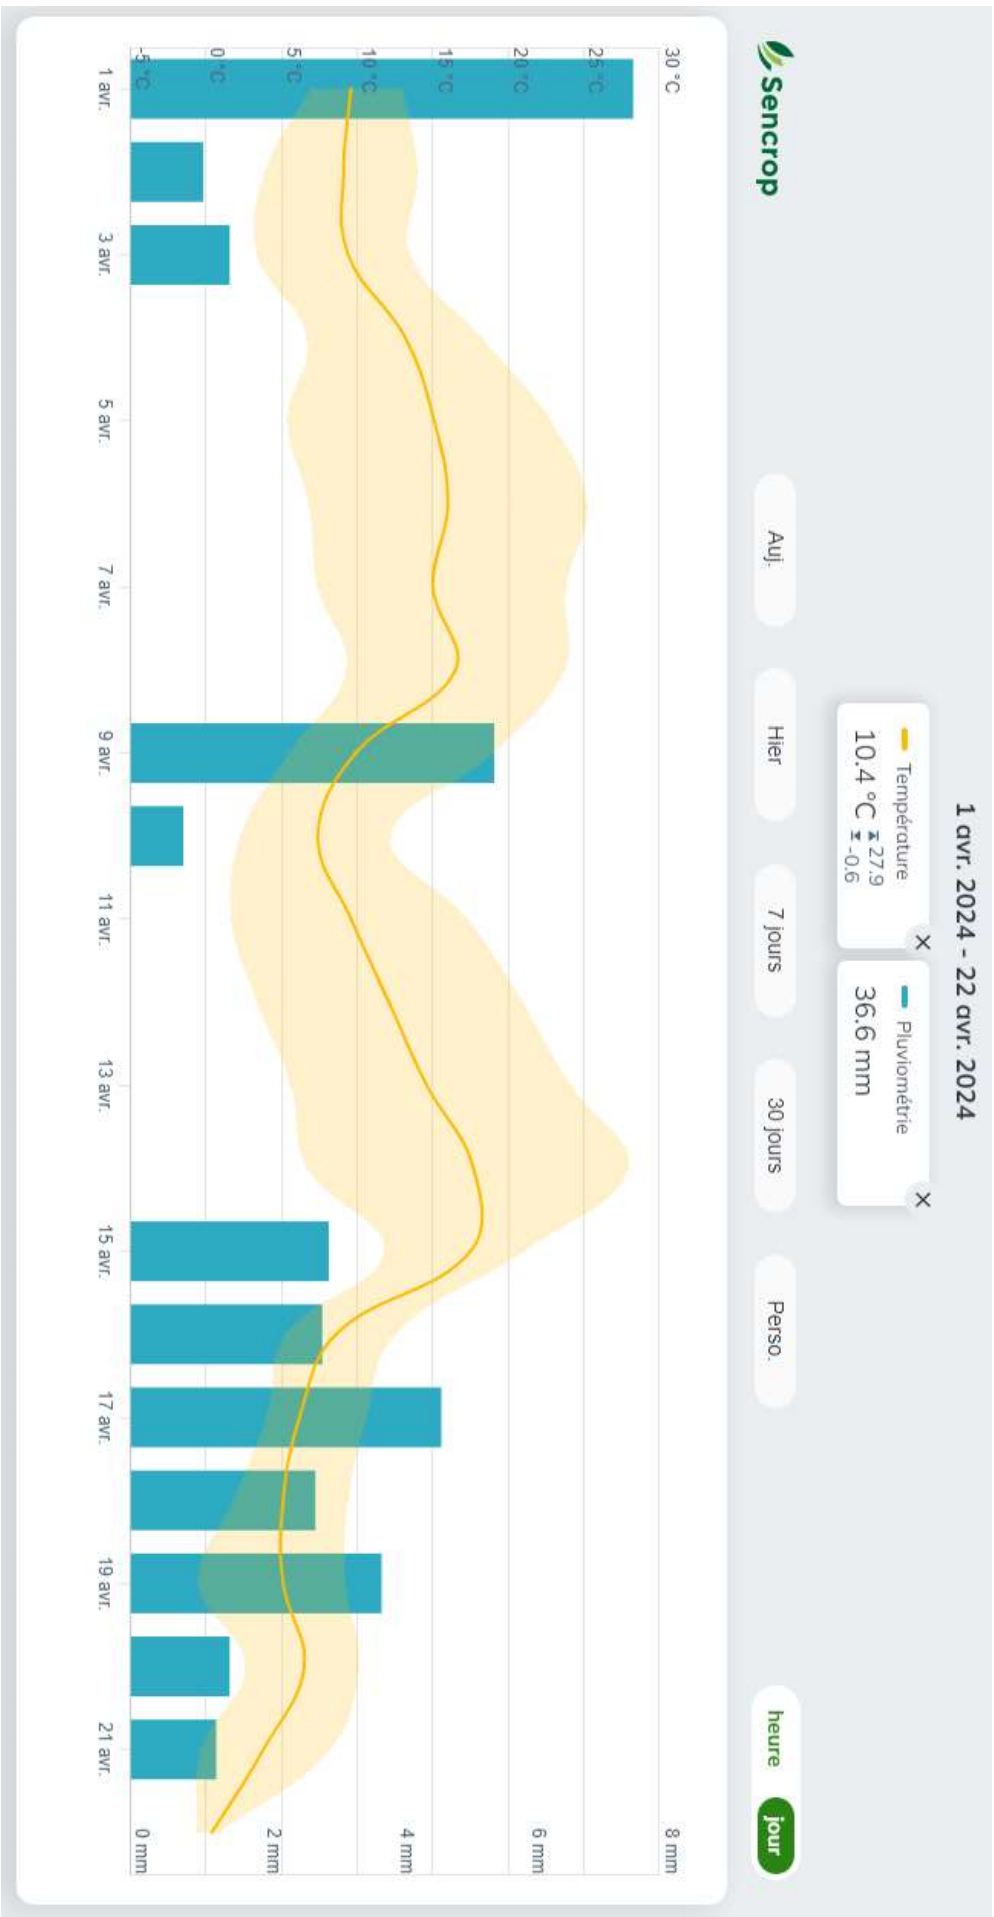 1 avr. 2024 - 22 avr. 2024
Température
10.4 °C
27.9
-0.6
Pluviométrie
36.6 mm
Sencrop
Auj.
Hier
7 jours
30 jours
Perso.
heure
jour
30 °C
25 °C
20 °C
15 °C
10 °C
5 °C
0 °C
-5 °C
8 mm
6 mm
4 mm
2 mm
0 mm
1 avr.
3 avr.
5 avr.
7 avr.
9 avr.
11 avr.
13 avr.
15 avr.
17 avr.
19 avr.
21 avr.